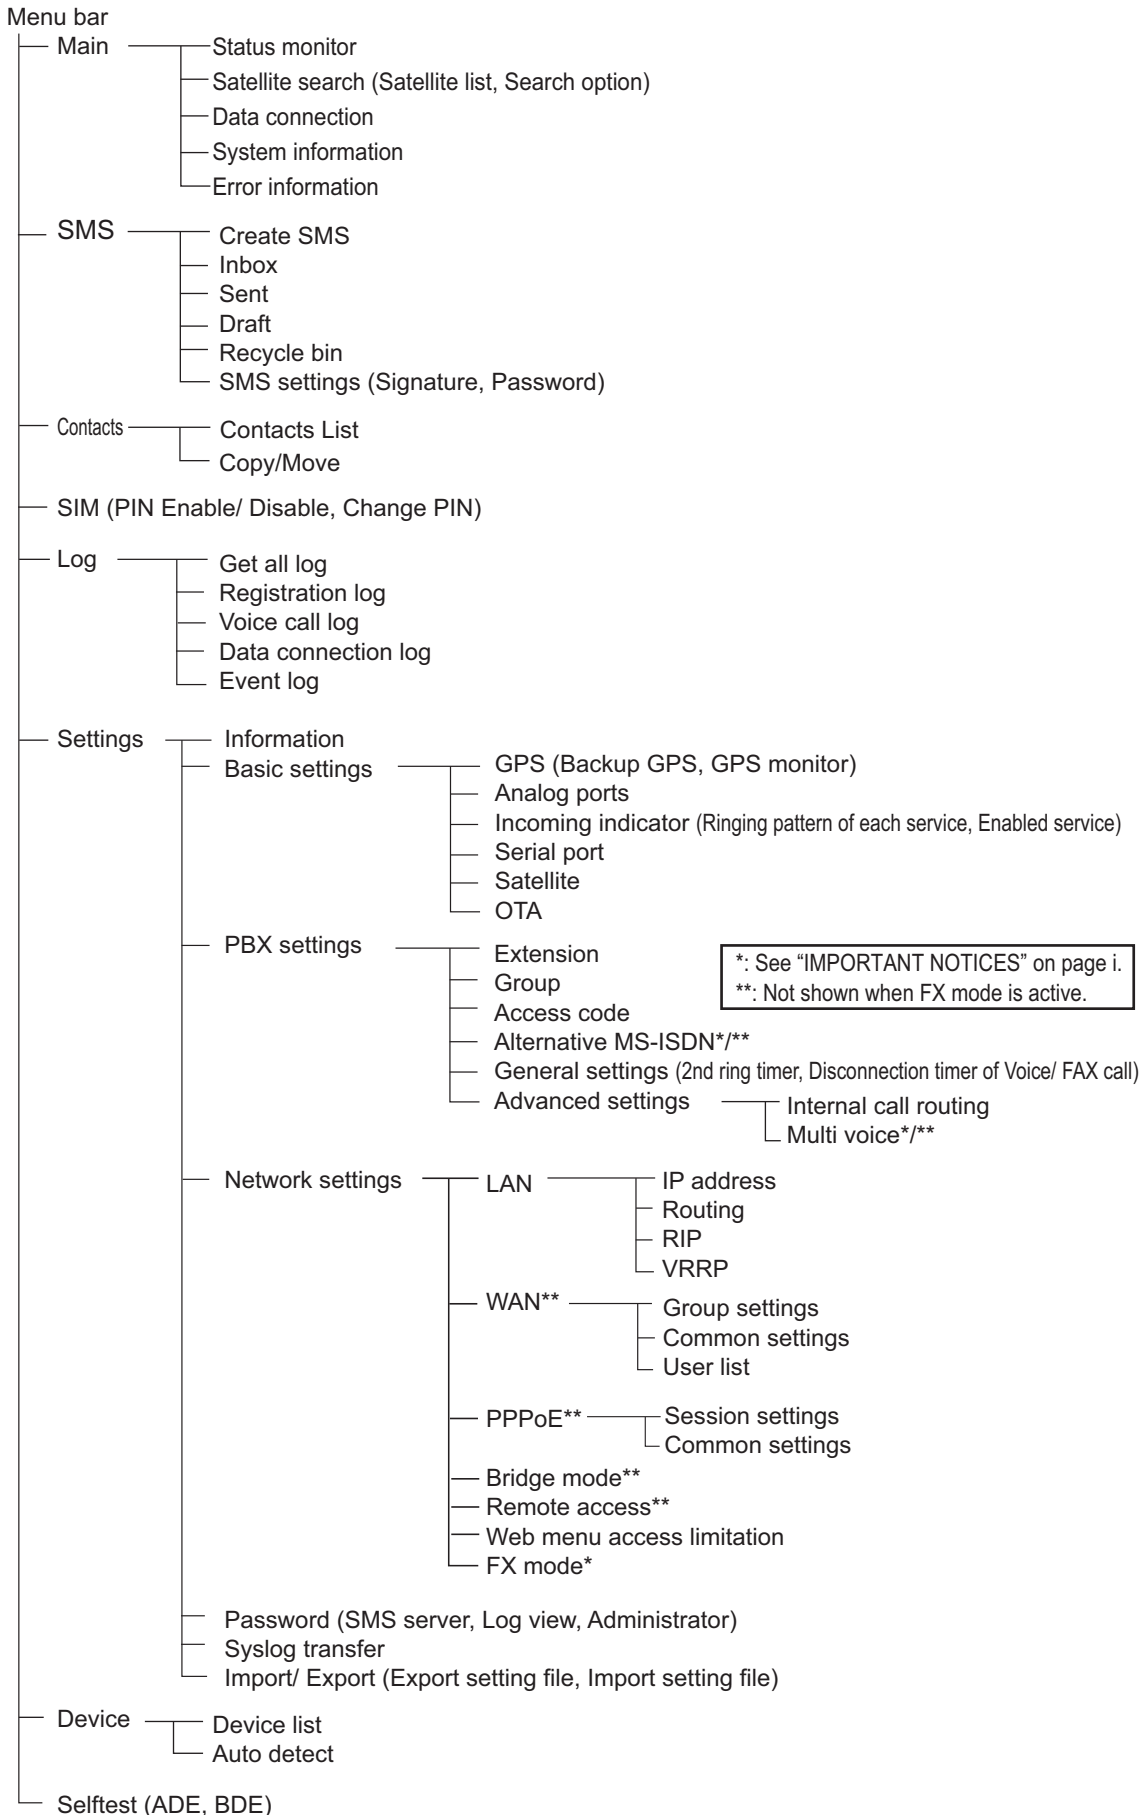 Menu bar
Main
Status monitor
Satellite search (Satellite list, Search option)
Data connection
System information
Error information
SMS
Create SMS
Inbox
Sent
Draft
Recycle bin
SMS settings (Signature, Password)
Contacts
Contacts List
Copy/Move
SIM (PIN Enable/ Disable, Change PIN)
Log
Get all log
Registration log
Voice call log
Data connection log
Event log
Settings
Information
Basic settings
GPS (Backup GPS, GPS monitor)
Analog ports
Incoming indicator (Ringing pattern of each service, Enabled service)
Serial port
Satellite
OTA
PBX settings
Extension
Group
Access code
Alternative MS-ISDN*/**
General settings (2nd ring timer, Disconnection timer of Voice/ FAX call)
Advanced settings
Internal call routing
Multi voice*/**
*: See “IMPORTANT NOTICES” on page i.
**: Not shown when FX mode is active.
Network settings
LAN
IP address
Routing
RIP
VRRP
WAN**
Group settings
Common settings
User list
PPPoE**
Session settings
Common settings
Bridge mode**
Remote access**
Web menu access limitation
FX mode*
Password (SMS server, Log view, Administrator)
Syslog transfer
Import/ Export (Export setting file, Import setting file)
Device
Device list
Auto detect
Selftest (ADE, BDE)